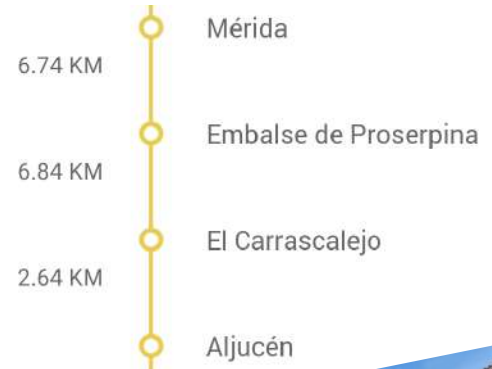 Mérida
6.74 KM
Embalse de Proserpina
6.84 KM
El Carrascalejo
2.64 KM
Aljucén